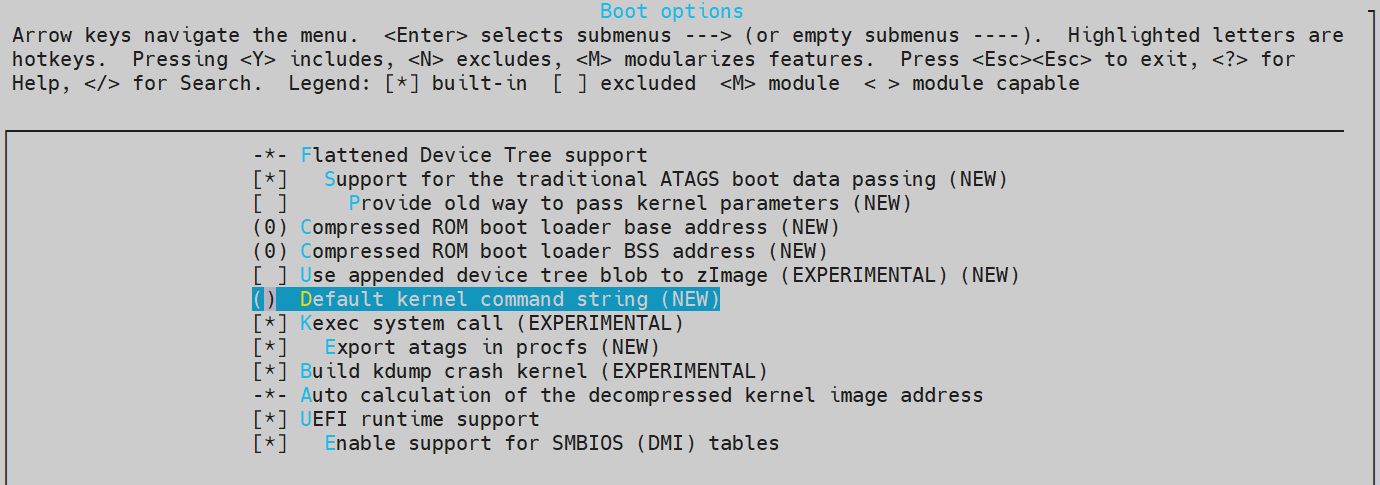 Boot options
Arrow keys navigate the menu.  <Enter> selects submenus ---> (or empty submenus ----).  Highlighted letters are
hotkeys.  Pressing <Y> includes, <N> excludes, <M> modularizes features.  Press <Esc><Esc> to exit, <?> for
Help, </> for Search.  Legend: [*] built-in  [ ] excluded  <M> module  < > module capable
-*- Flattened Device Tree support
[*]   Support for the traditional ATAGS boot data passing (NEW)
[ ]     Provide old way to pass kernel parameters (NEW)
(0) Compressed ROM boot loader base address (NEW)
(0) Compressed ROM boot loader BSS address (NEW)
[ ] Use appended device tree blob to zImage (EXPERIMENTAL) (NEW)
()  Default kernel command string (NEW)
[*] Kexec system call (EXPERIMENTAL)
[*]   Export atags in procfs (NEW)
[*] Build kdump crash kernel (EXPERIMENTAL)
-*- Auto calculation of the decompressed kernel image address
[*] UEFI runtime support
[*]   Enable support for SMBIOS (DMI) tables